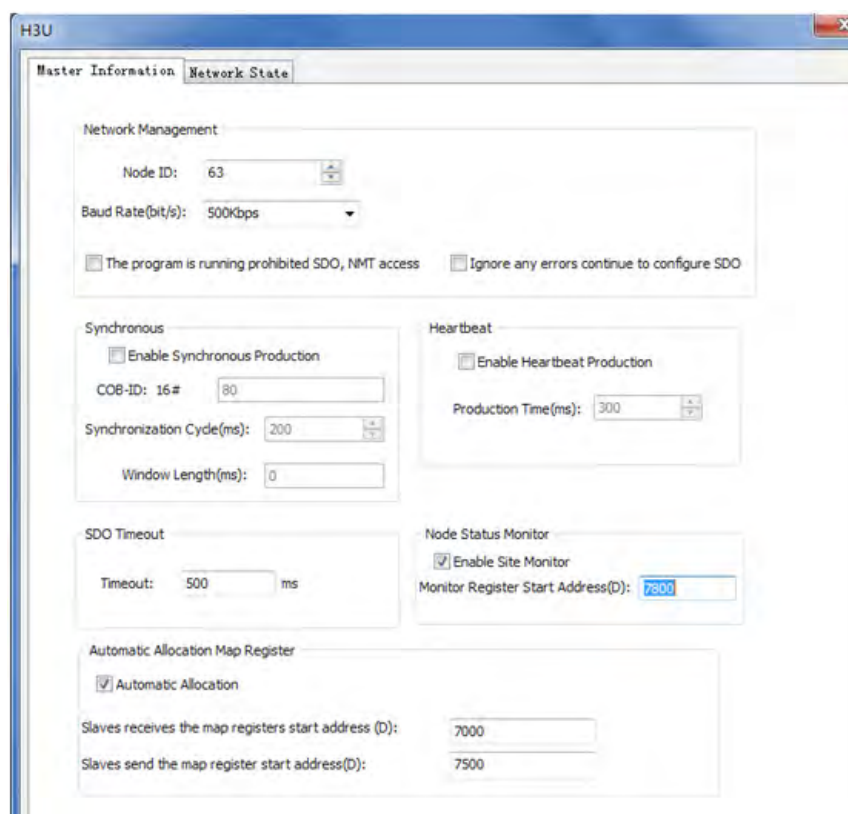 H3U
Master Information Network State
Network Management
Node ID: 63
Baud Rate(bit/s): 500Kbps
The program is running prohibited SDO, NMT access Ignore any errors continue to configure SDO
Synchronous
Enable Synchronous Production
COB-ID: 16# 80
Synchronization Cycle(ms): 200
Window Length(ms): 0
Heartbeat
Enable Heartbeat Production
Production Time(ms): 300
SDO Timeout
Timeout: 500 ms
Node Status Monitor
Enable Site Monitor
Monitor Register Start Address(D): 7800
Automatic Allocation Map Register
Automatic Allocation
Slaves receives the map registers start address (D): 7000
Slaves send the map register start address(D): 7500